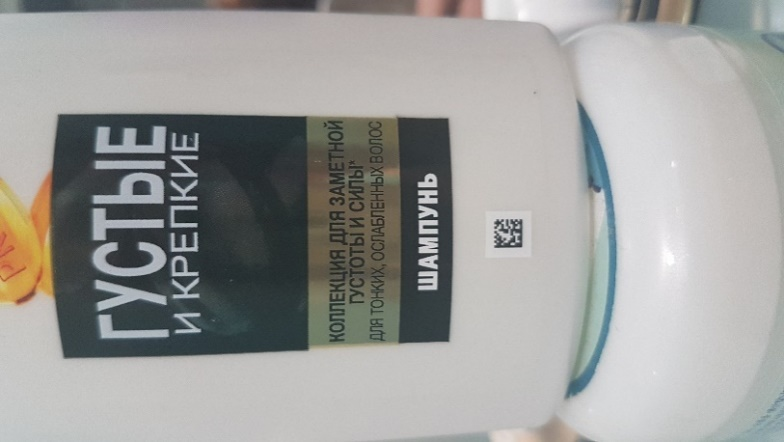 ГУСТЫЕ
И КРЕПКИЕ
КОЛЛЕКЦИЯ ДЛЯ ЗАМЕТНОЙ
ГУСТОТЫ И СИЛЫ*
ДЛЯ ТОНКИХ, ОСЛАБЛЕННЫХ ВОЛОС
ШАМПУНЬ